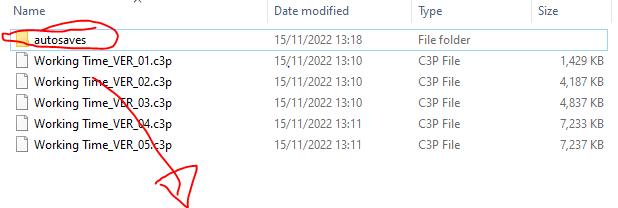 Name Date modified Type Size
autosaves 15/11/2022 13:18 File folder
Working Time_VER_01.c3p 15/11/2022 13:10 C3P File 1,429 KB
Working Time_VER_02.c3p 15/11/2022 13:10 C3P File 4,187 KB
Working Time_VER_03.c3p 15/11/2022 13:10 C3P File 4,837 KB
Working Time_VER_04.c3p 15/11/2022 13:11 C3P File 7,233 KB
Working Time_VER_05.c3p 15/11/2022 13:11 C3P File 7,237 KB